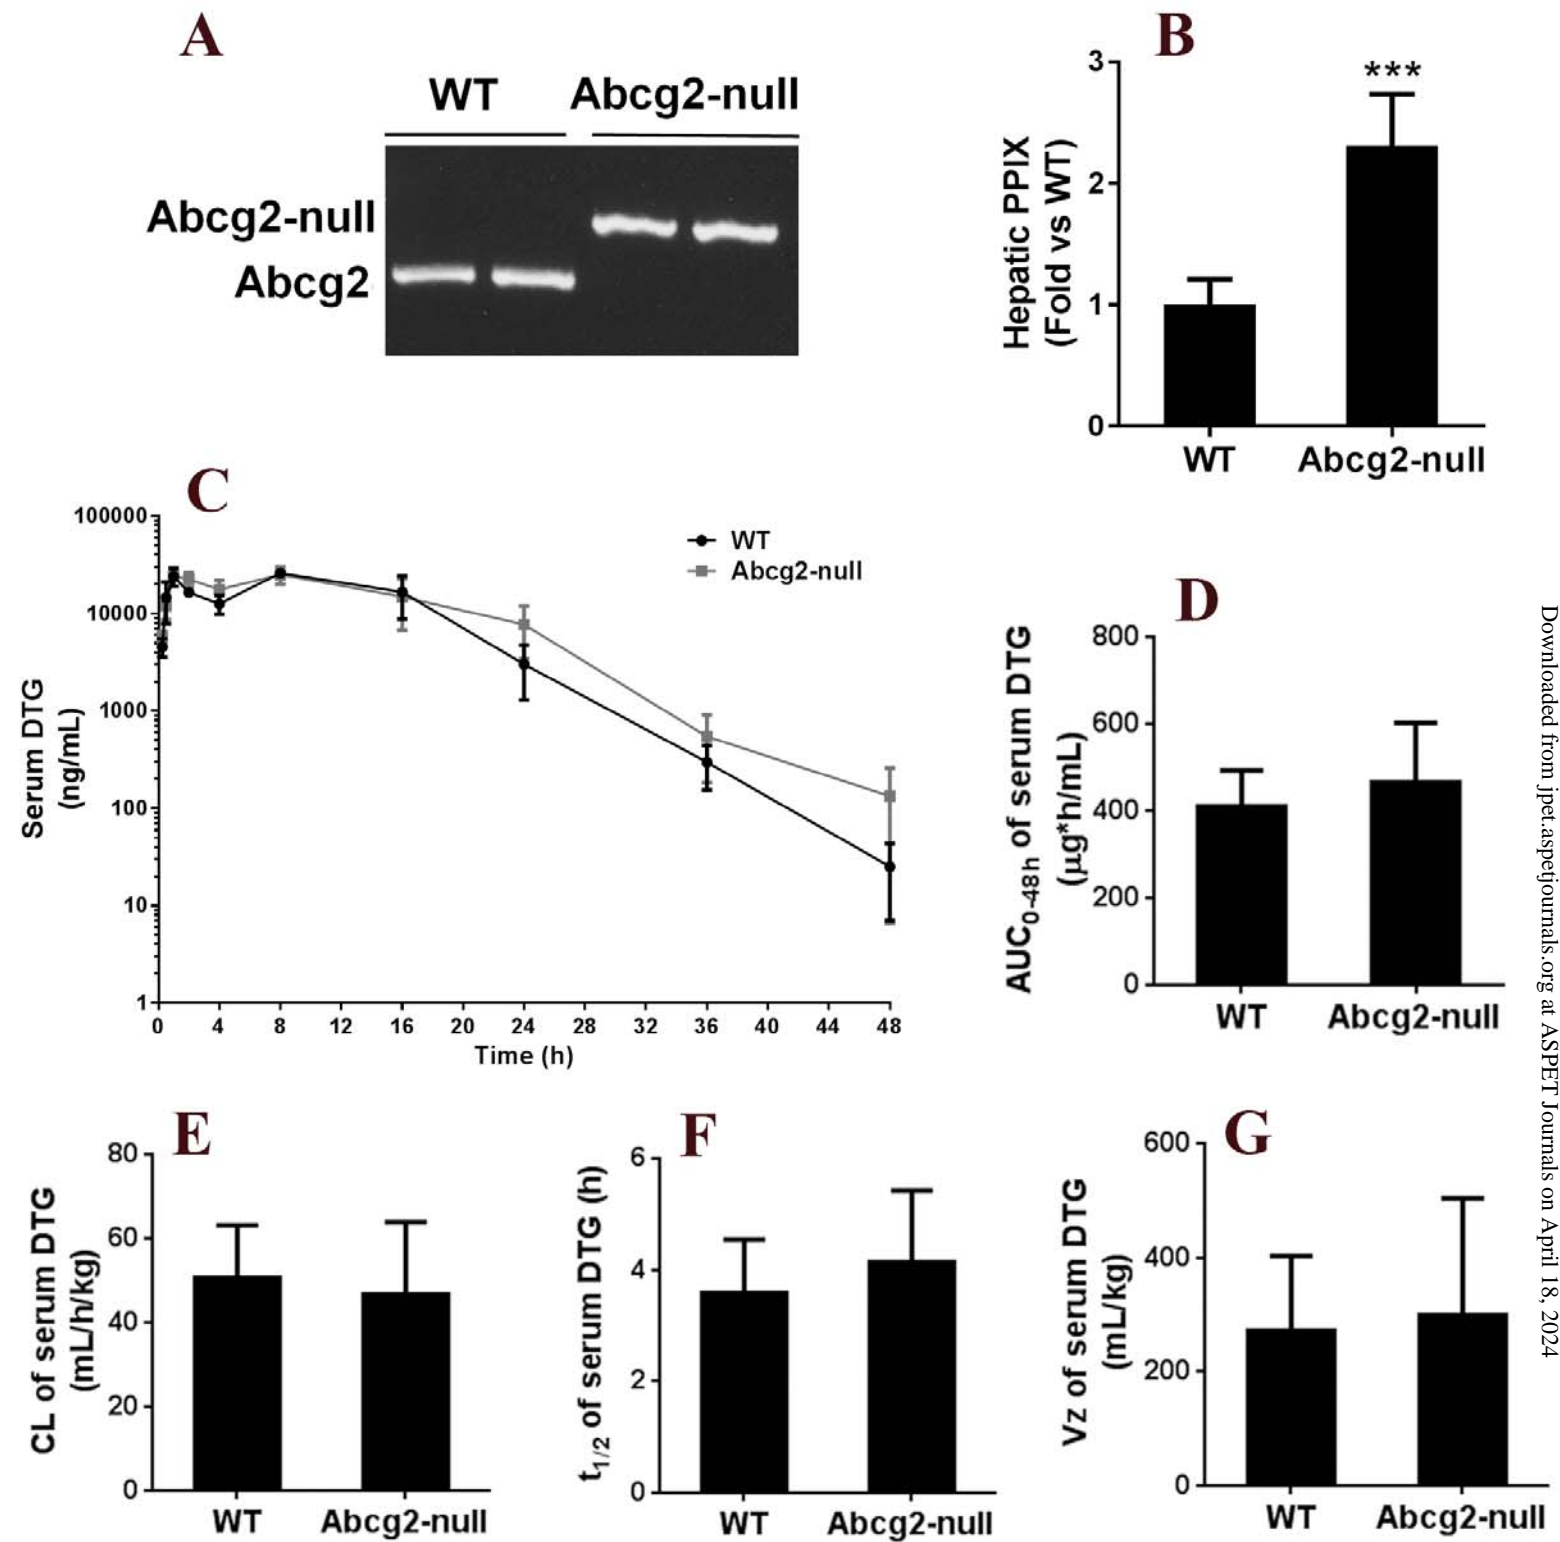 A
WT Abcg2-null
Abcg2-null
Abcg2
B
***
Hepatic PPIX
(Fold vs WT)
3
2
1
0
WT Abcg2-null
C
WT
Abcg2-null
Serum DTG
(ng/mL)
100000
10000
1000
100
10
1
0 4 8 12 16 20 24 28 32 36 40 44 48
Time (h)
D
AUC0-48h of serum DTG
(µg*h/mL)
800
600
400
200
0
WT Abcg2-null
E
CL of serum DTG
(mL/h/kg)
80
60
40
20
0
WT Abcg2-null
F
t1/2 of serum DTG (h)
6
4
2
0
WT Abcg2-null
G
Vz of serum DTG
(mL/kg)
600
400
200
0
WT Abcg2-null
Downloaded from jpet.aspetjournals.org at ASPET Journals on April 18, 2024